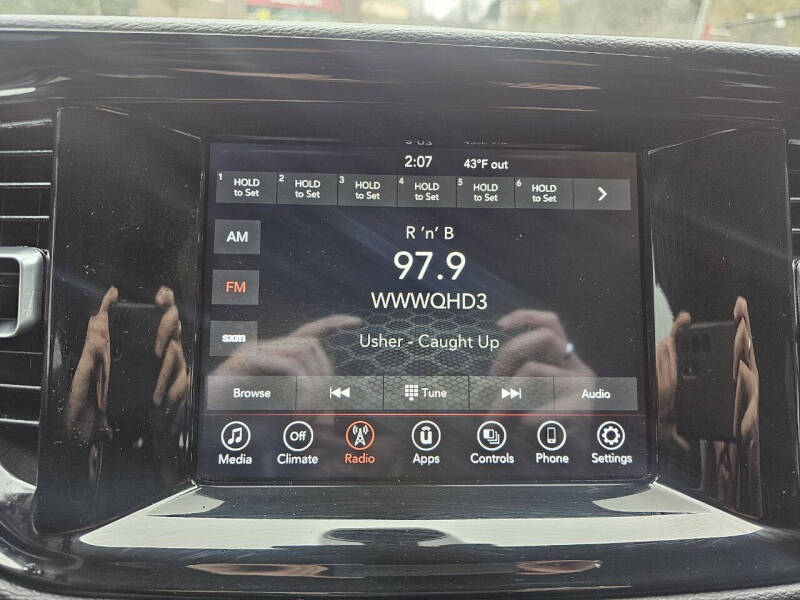 2:07 43°F out
1 HOLD to Set 2 HOLD to Set 3 HOLD to Set 4 HOLD to Set 5 HOLD to Set 6 HOLD to Set
AM
R 'n' B
97.9
FM
WWWQHD3
sxm
Usher - Caught Up
Browse Tune Audio
Off
Media Climate Radio Apps Controls Phone Settings